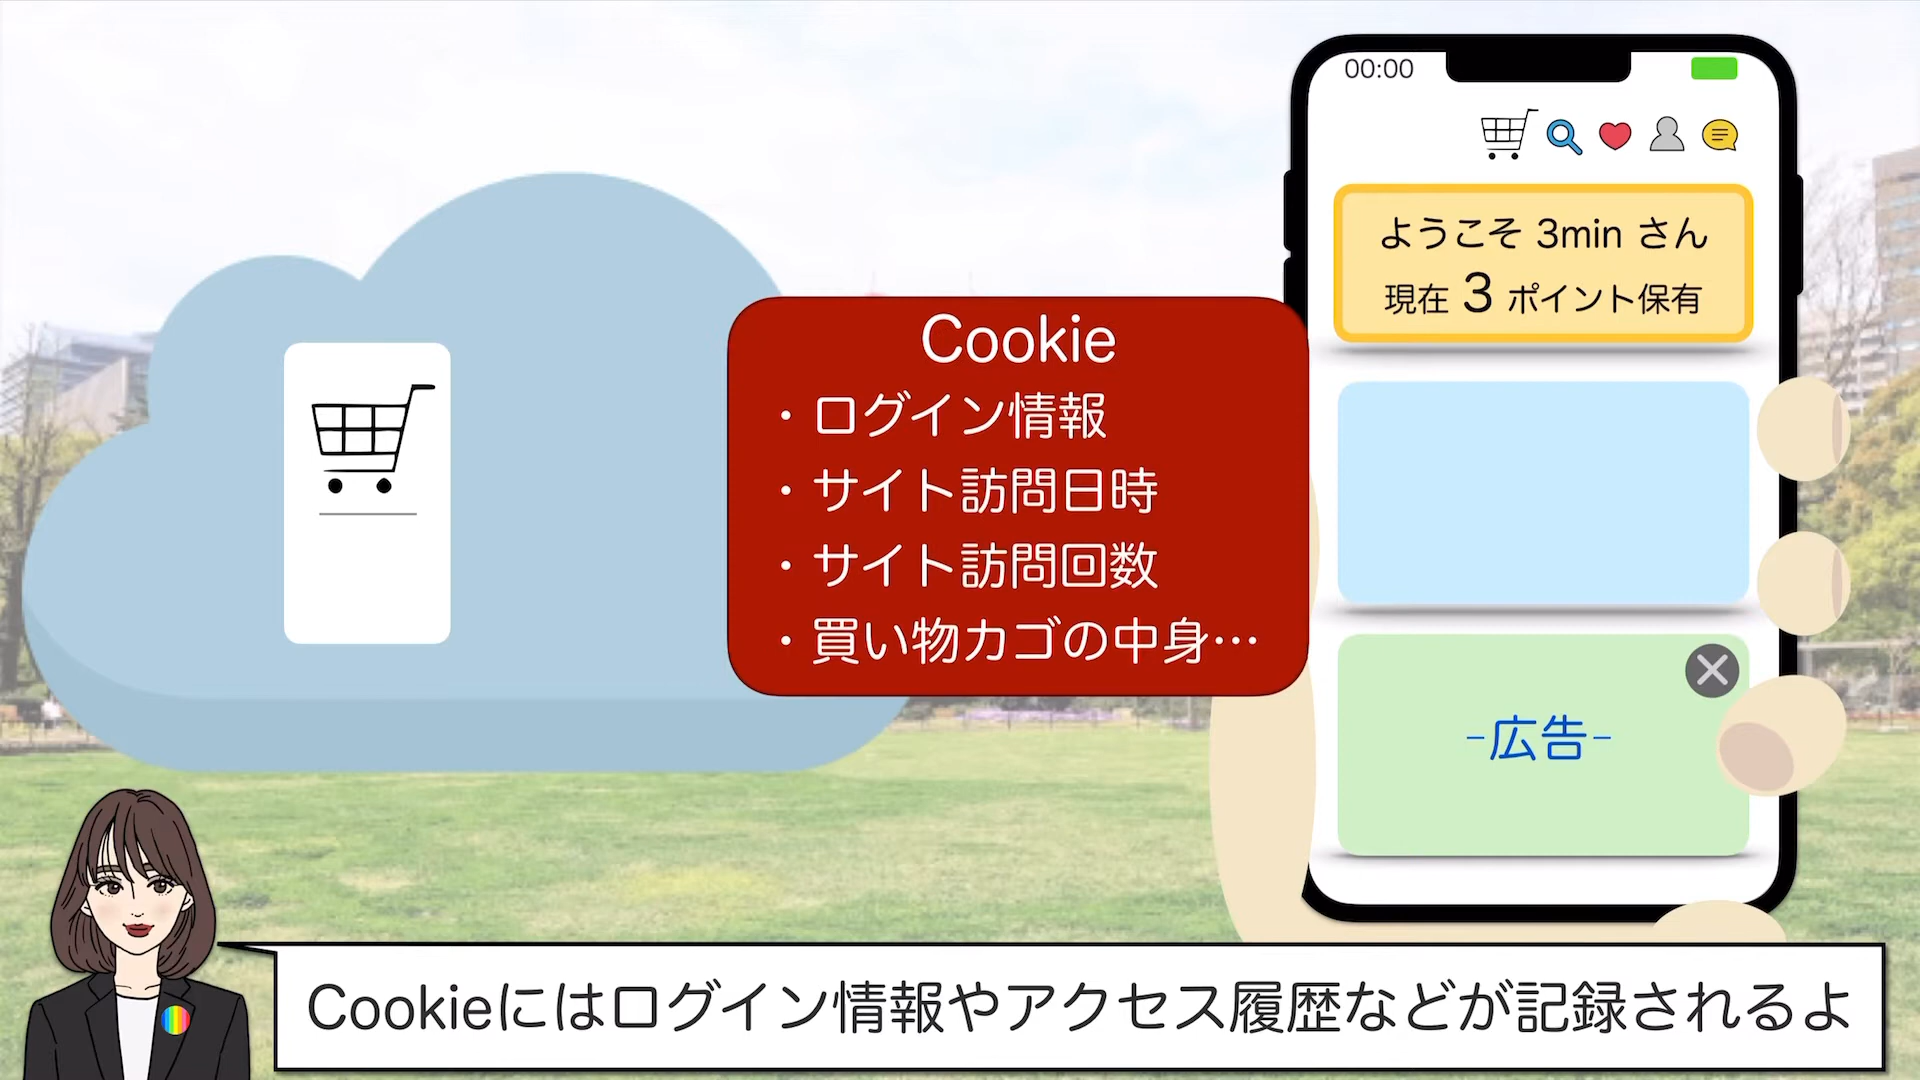 00:00
ようこそ 3min さん
現在 3 ポイント保有
Cookie
・ログイン情報
・サイト訪問日時
・サイト訪問回数
・買い物カゴの中身…
-広告-
Cookieにはログイン情報やアクセス履歴などが記録されるよ